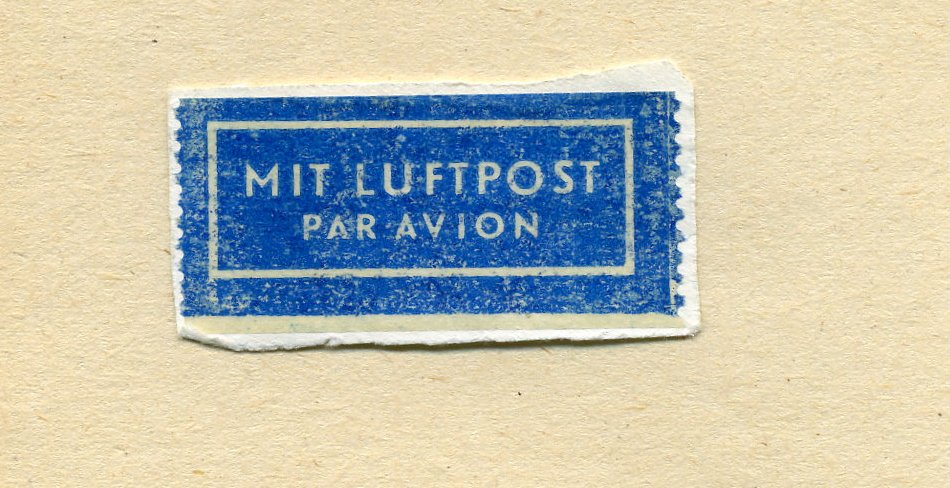 MIT LUFTPOST
PAR AVION